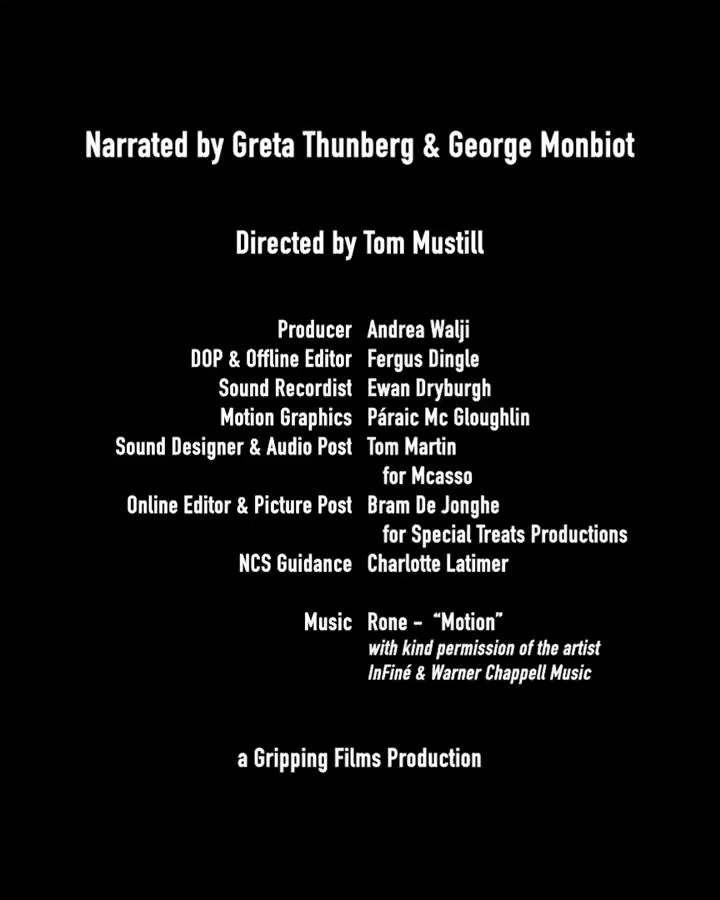 Narrated by Greta Thunberg & George Monbiot
Directed by Tom Mustill
Producer Andrea Walji
DOP & Offline Editor Fergus Dingle
Sound Recordist Ewan Dryburgh
Motion Graphics Páraic Mc Gloughlin
Sound Designer & Audio Post Tom Martin
for Mcasso
Online Editor & Picture Post Bram De Jonghe
for Special Treats Productions
NCS Guidance Charlotte Latimer
Music Rone - “Motion”
with kind permission of the artist
InFiné & Warner Chappell Music
a Gripping Films Production